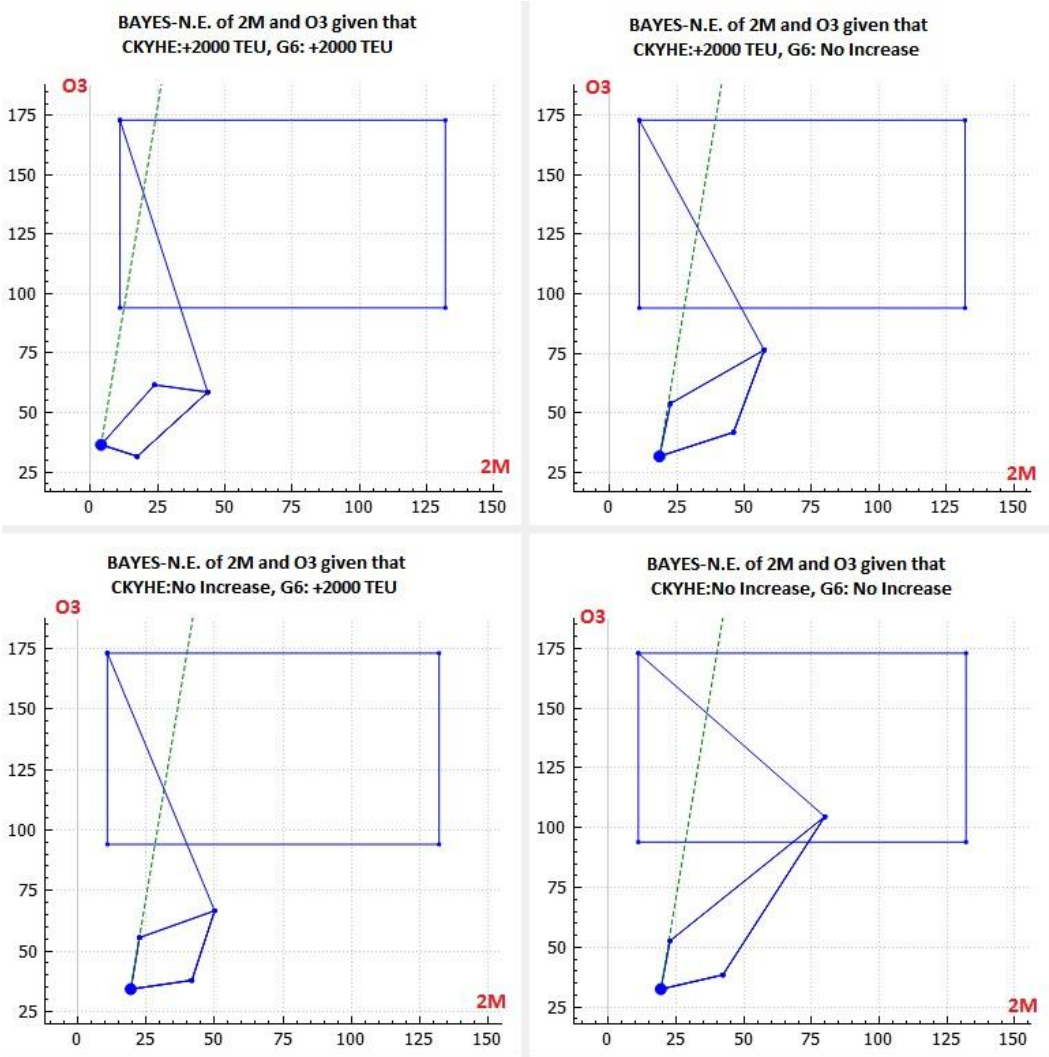 BAYES-N.E. of 2M and O3 given that
CKYHE:+2000 TEU, G6: +2000 TEU
O3
175
150
125
100
75
50
25
2M
0 25 50 75 100 125 150
BAYES-N.E. of 2M and O3 given that
CKYHE:+2000 TEU, G6: No Increase
O3
175
150
125
100
75
50
25
2M
0 25 50 75 100 125 150
BAYES-N.E. of 2M and O3 given that
CKYHE:No Increase, G6: +2000 TEU
O3
175
150
125
100
75
50
25
2M
0 25 50 75 100 125 150
BAYES-N.E. of 2M and O3 given that
CKYHE:No Increase, G6: No Increase
O3
175
150
125
100
75
50
25
2M
0 25 50 75 100 125 150